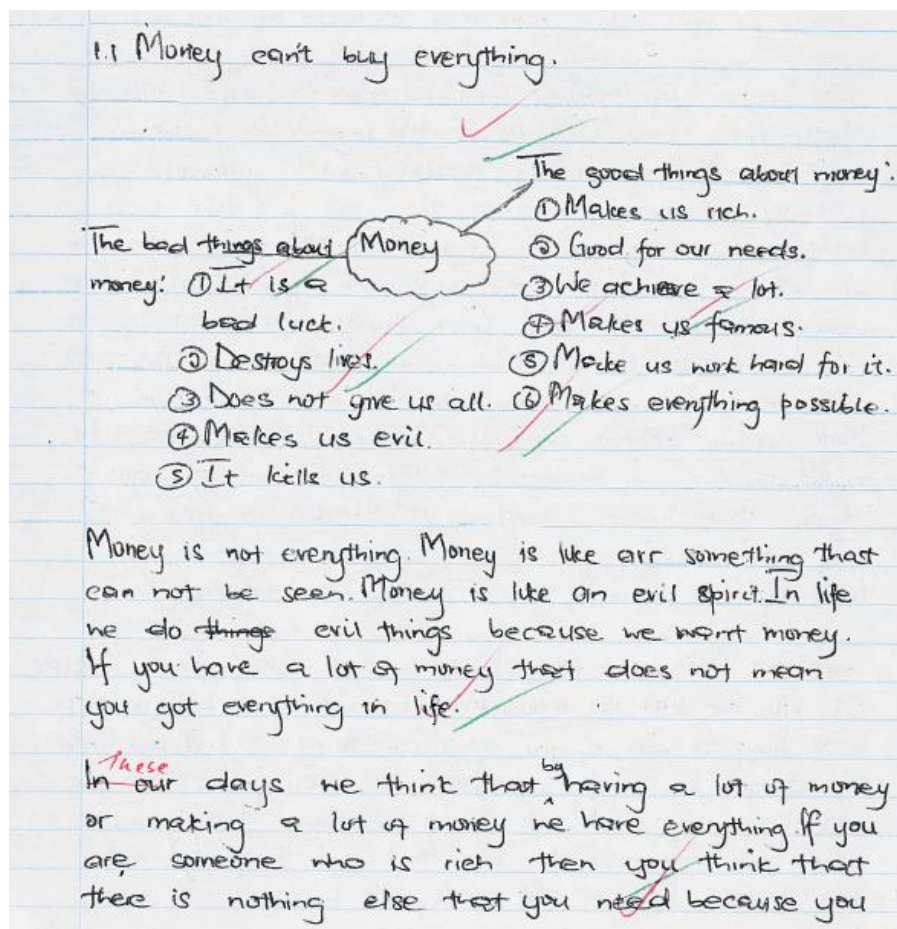 1.1 Money can't buy everything.
The good things about money:
① Makes us rich.
② Good for our needs.
③ We achieve a lot.
④ Makes us famous.
⑤ Make us work hard for it.
⑥ Makes everything possible.
Money
The bad things about
money: ① It is a
bad luck.
② Destroys lives.
③ Does not give us all.
④ Makes us evil.
⑤ It kills us.
Money is not everything. Money is like arr something that
can not be seen. Money is like an evil spirit. In life
we do things evil things because we want money.
If you have a lot of money that does not mean
you got everything in life.
These
In our days we think that by having a lot of money
or making a lot of money we have everything. If you
are, someone who is rich then you think that
there is nothing else that you need because you